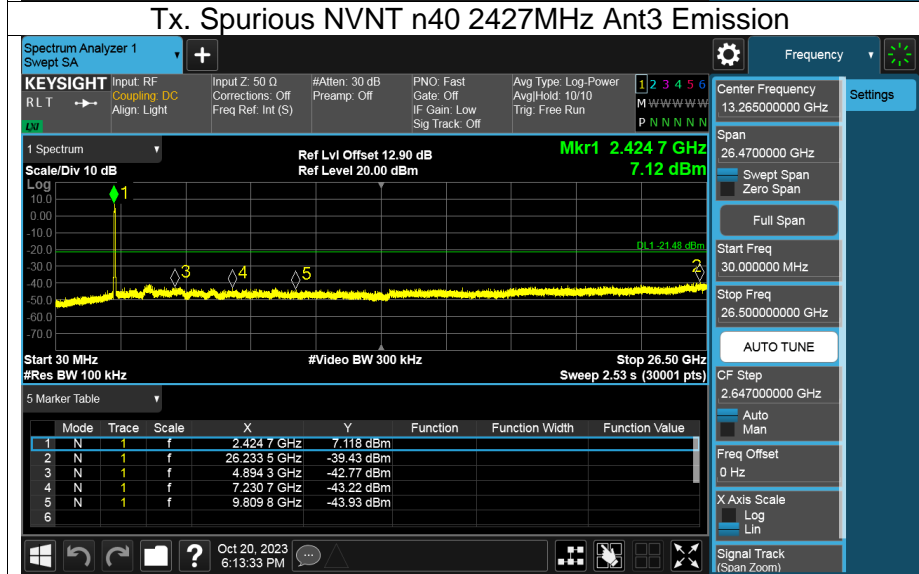 Tx. Spurious NVNT n40 2427MHz Ant3 Emission
Spectrum Analyzer 1
Swept SA
+
Frequency
KEYSIGHT
RLT
LXI
Input: RF
Coupling: DC
Align: Light
Input Z: 50 Ω
Corrections: Off
Freq Ref: Int (S)
#Atten: 30 dB
Preamp: Off
PNO: Fast
Gate: Off
IF Gain: Low
Sig Track: Off
Avg Type: Log-Power
Avg|Hold: 10/10
Trig: Free Run
1 2 3 4 5 6
M W W W W W
P N N N N N
1 Spectrum
Scale/Div 10 dB
Ref Lvl Offset 12.90 dB
Ref Level 20.00 dBm
Mkr1 2.424 7 GHz
7.12 dBm
Log
10.0
0.00
-10.0
-20.0
-30.0
-40.0
-50.0
-60.0
-70.0
1
DL1 -21.48 dBm
3
4
5
2
Start 30 MHz
#Res BW 100 kHz
#Video BW 300 kHz
Stop 26.50 GHz
Sweep 2.53 s (30001 pts)
5 Marker Table
Mode Trace Scale X Y Function Function Width Function Value
1 N 1 f 2.424 7 GHz 7.118 dBm
2 N 1 f 26.233 5 GHz -39.43 dBm
3 N 1 f 4.894 3 GHz -42.77 dBm
4 N 1 f 7.230 7 GHz -43.22 dBm
5 N 1 f 9.809 8 GHz -43.93 dBm
6
?
Oct 20, 2023
6:13:33 PM
Center Frequency
13.265000000 GHz
Settings
Span
26.4700000 GHz
Swept Span
Zero Span
Full Span
Start Freq
30.000000 MHz
Stop Freq
26.500000000 GHz
AUTO TUNE
CF Step
2.647000000 GHz
Auto
Man
Freq Offset
0 Hz
X Axis Scale
Log
Lin
Signal Track
(Span Zoom)